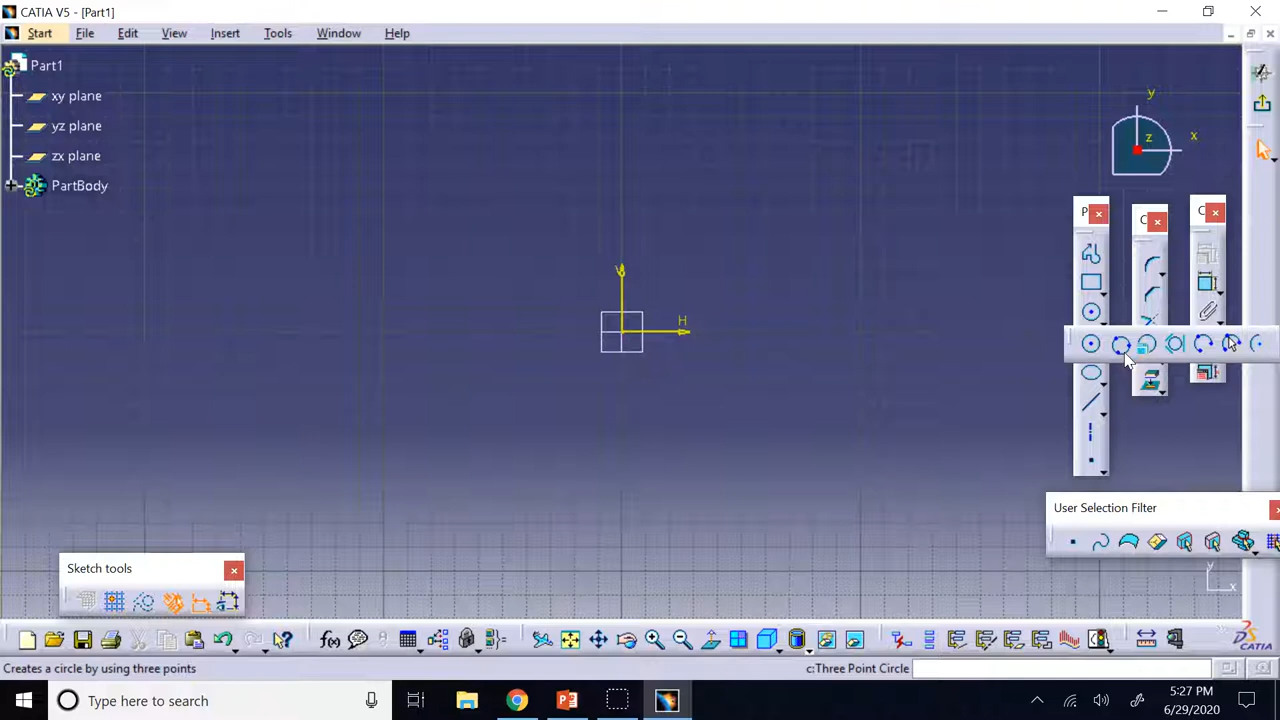 CATIA V5 - [Part1]
Start File Edit View Insert Tools Window Help
Part1
xy plane
yz plane
zx plane
PartBody
y
x
z
P
C
C
V
H
User Selection Filter
Sketch tools
y
x
f(x)
CATIA
Creates a circle by using three points
c:Three Point Circle
Type here to search
5:27 PM
6/29/2020